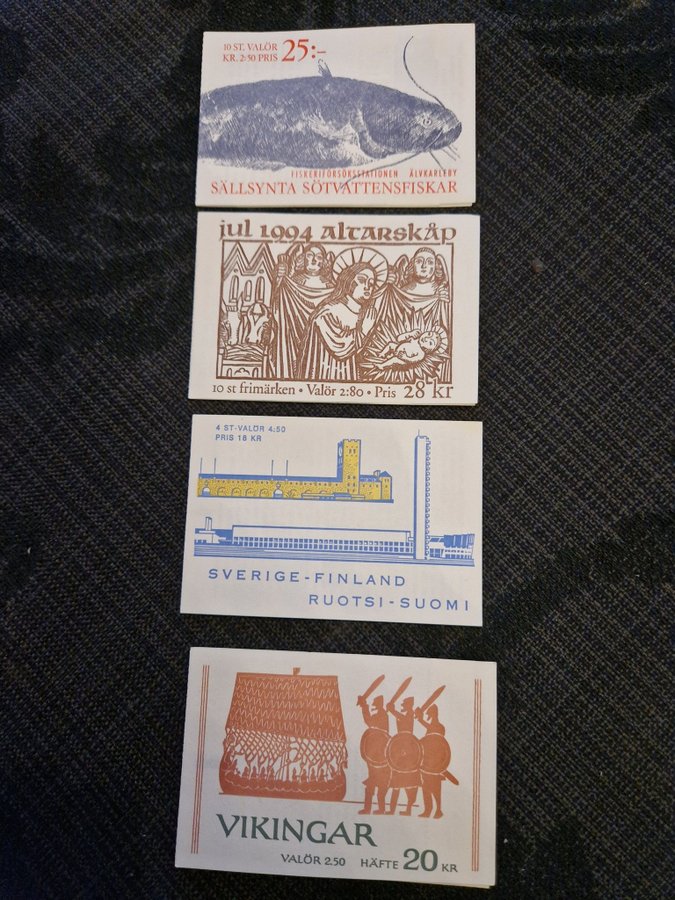 10 ST. VALÖR
KR. 2·50 PRIS 25:-
FISKERIFÖRSÖKSSTATIONEN ÄLVKARLEBY
SÄLLSYNTA SÖTVATTENSFISKAR
jul 1994 altarskåp
10 st frimärken · Valör 2:80 · Pris 28 kr
4 ST-VALÖR 4:50
PRIS 18 KR
SVERIGE-FINLAND
RUOTSI-SUOMI
VIKINGAR
VALÖR 2.50 HÄFTE 20 KR